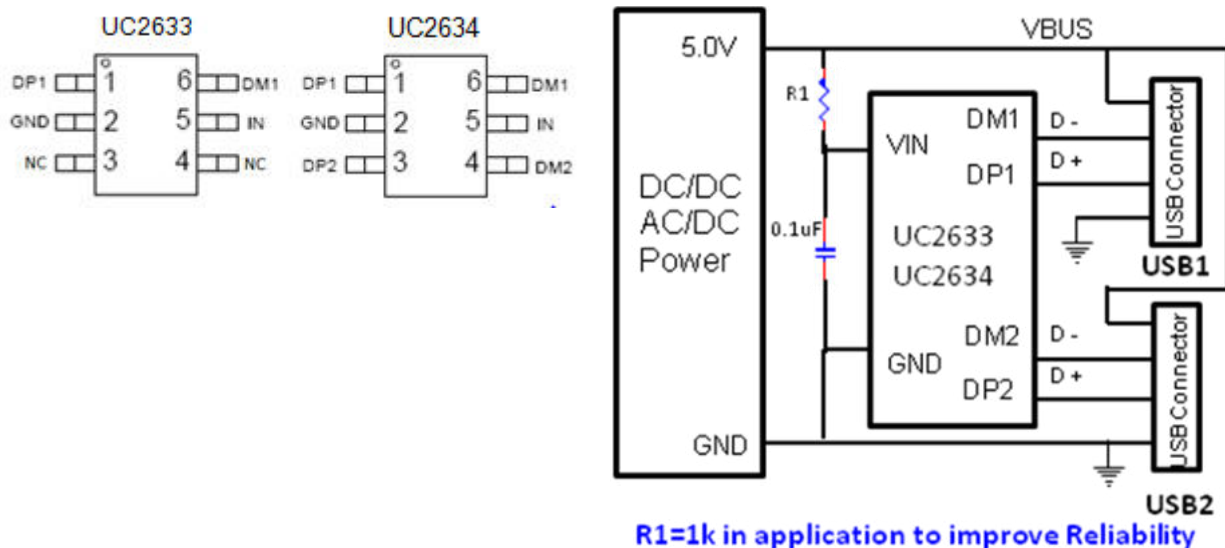 UC2633
DP1 1 6 DM1
GND 2 5 IN
NC 3 4 NC
UC2634
DP1 1 6 DM1
GND 2 5 IN
DP2 3 4 DM2
5.0V
VBUS
R1
DC/DC
AC/DC
Power
0.1uF
GND
VIN
DM1
DP1
UC2633
UC2634
DM2
GND
DP2
D -
D +
USB Connector
USB1
D -
D +
USB Connector
USB2
R1=1k in application to improve Reliability